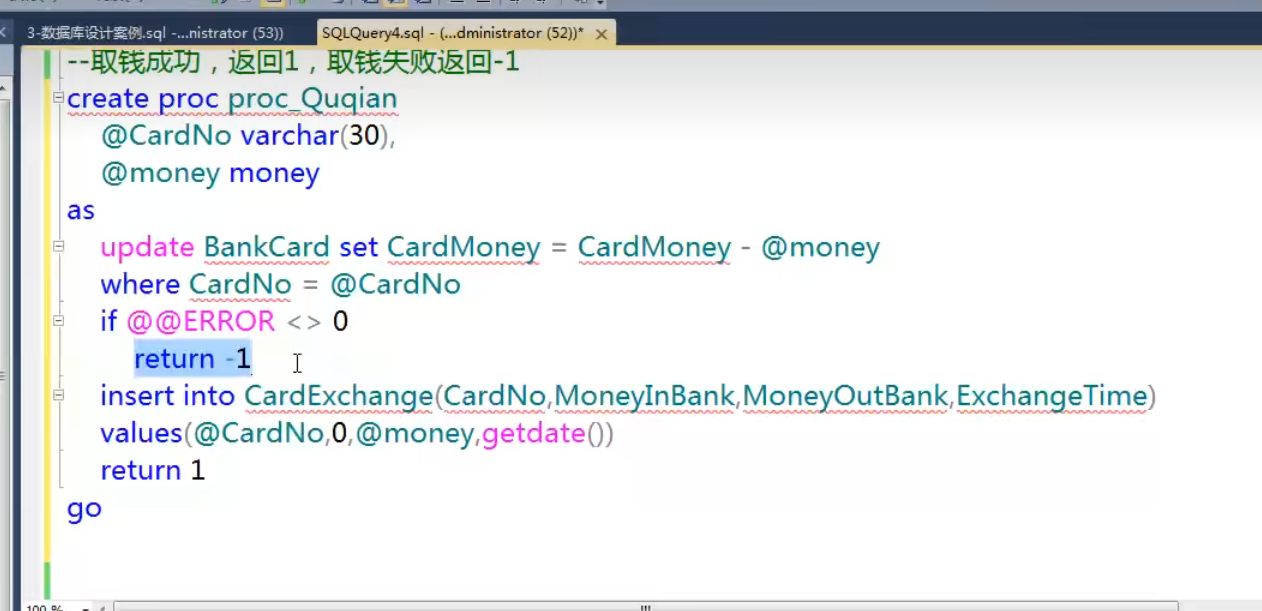 3-数据库设计案例.sql -...nistrator (53))
SQLQuery4.sql - (...dministrator (52))*
--取钱成功，返回1，取钱失败返回-1
create proc proc_Quqian
@CardNo varchar(30),
@money money
as
update BankCard set CardMoney = CardMoney - @money
where CardNo = @CardNo
if @@ERROR <> 0
return -1
insert into CardExchange(CardNo,MoneyInBank,MoneyOutBank,ExchangeTime)
values(@CardNo,0,@money,getdate())
return 1
go
100 %